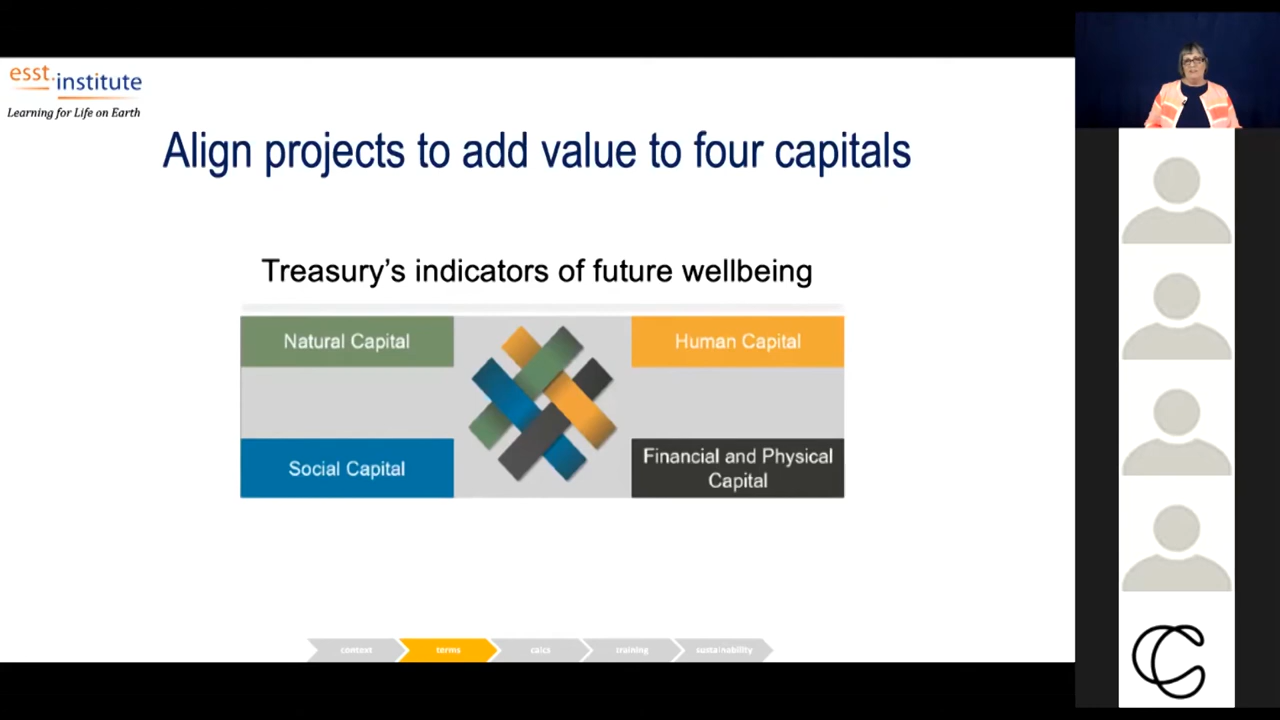 esst.institute
Learning for Life on Earth
Align projects to add value to four capitals
Treasury's indicators of future wellbeing
Natural Capital
Human Capital
Social Capital
Financial and Physical
Capital
context
terms
calcs
training
sustainability